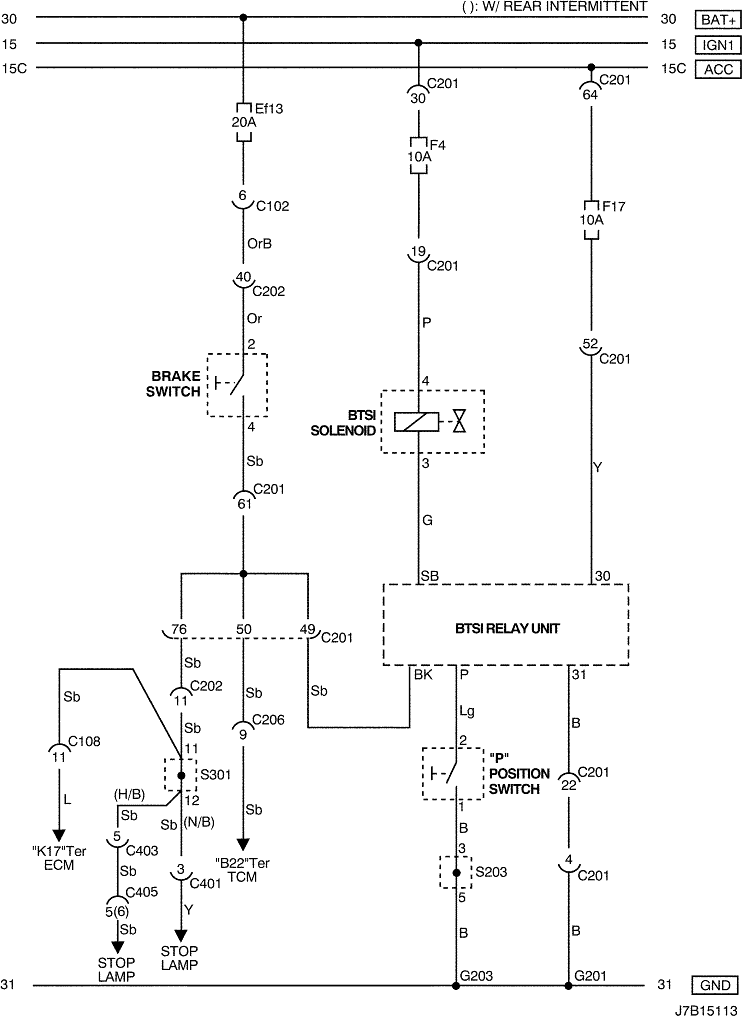 ( ): W/ REAR INTERMITTENT
30
30
BAT+
15
15
IGN1
15C
15C
ACC
C201
30
C201
64
Ef13
20A
F4
10A
6
C102
F17
10A
OrB
19
C201
40
C202
Or
P
2
52
C201
BRAKE
SWITCH
4
BTSI
SOLENOID
4
3
Sb
Y
C201
61
G
SB
30
BTSI RELAY UNIT
76
50
49
C201
BK
P
31
Sb
Sb
Sb
Sb
C202
11
Lg
B
C206
9
Sb
2
C108
11
11
"P"
POSITION
SWITCH
C201
22
S301
12
L
(H/B)
1
Sb
Sb
(N/B)
Sb
B
5
C403
"K17"Ter
ECM
3
4
C201
Sb
3
C401
"B22"Ter
TCM
S203
C405
5(6)
5
Y
Sb
B
B
STOP
LAMP
STOP
LAMP
G203
G201
31
31
GND
J7B15113